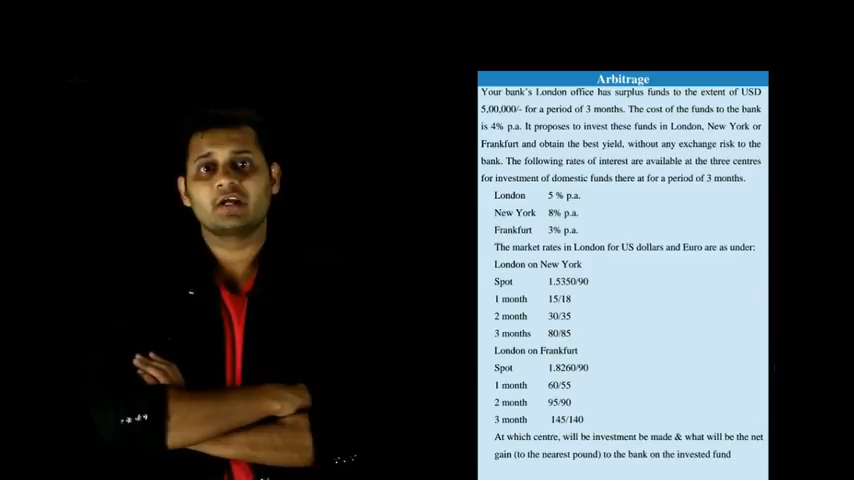 Arbitrage
Your bank's London office has surplus funds to the extent of USD
5,00,000/- for a period of 3 months. The cost of the funds to the bank
is 4% p.a. It proposes to invest these funds in London, New York or
Frankfurt and obtain the best yield, without any exchange risk to the
bank. The following rates of interest are available at the three centres
for investment of domestic funds there at for a period of 3 months.
London 5 % p.a.
New York 8% p.a.
Frankfurt 3% p.a.
The market rates in London for US dollars and Euro are as under:
London on New York
Spot 1.5350/90
1 month 15/18
2 month 30/35
3 months 80/85
London on Frankfurt
Spot 1.8260/90
1 month 60/55
2 month 95/90
3 month 145/140
At which centre, will be investment be made & what will be the net
gain (to the nearest pound) to the bank on the invested fund